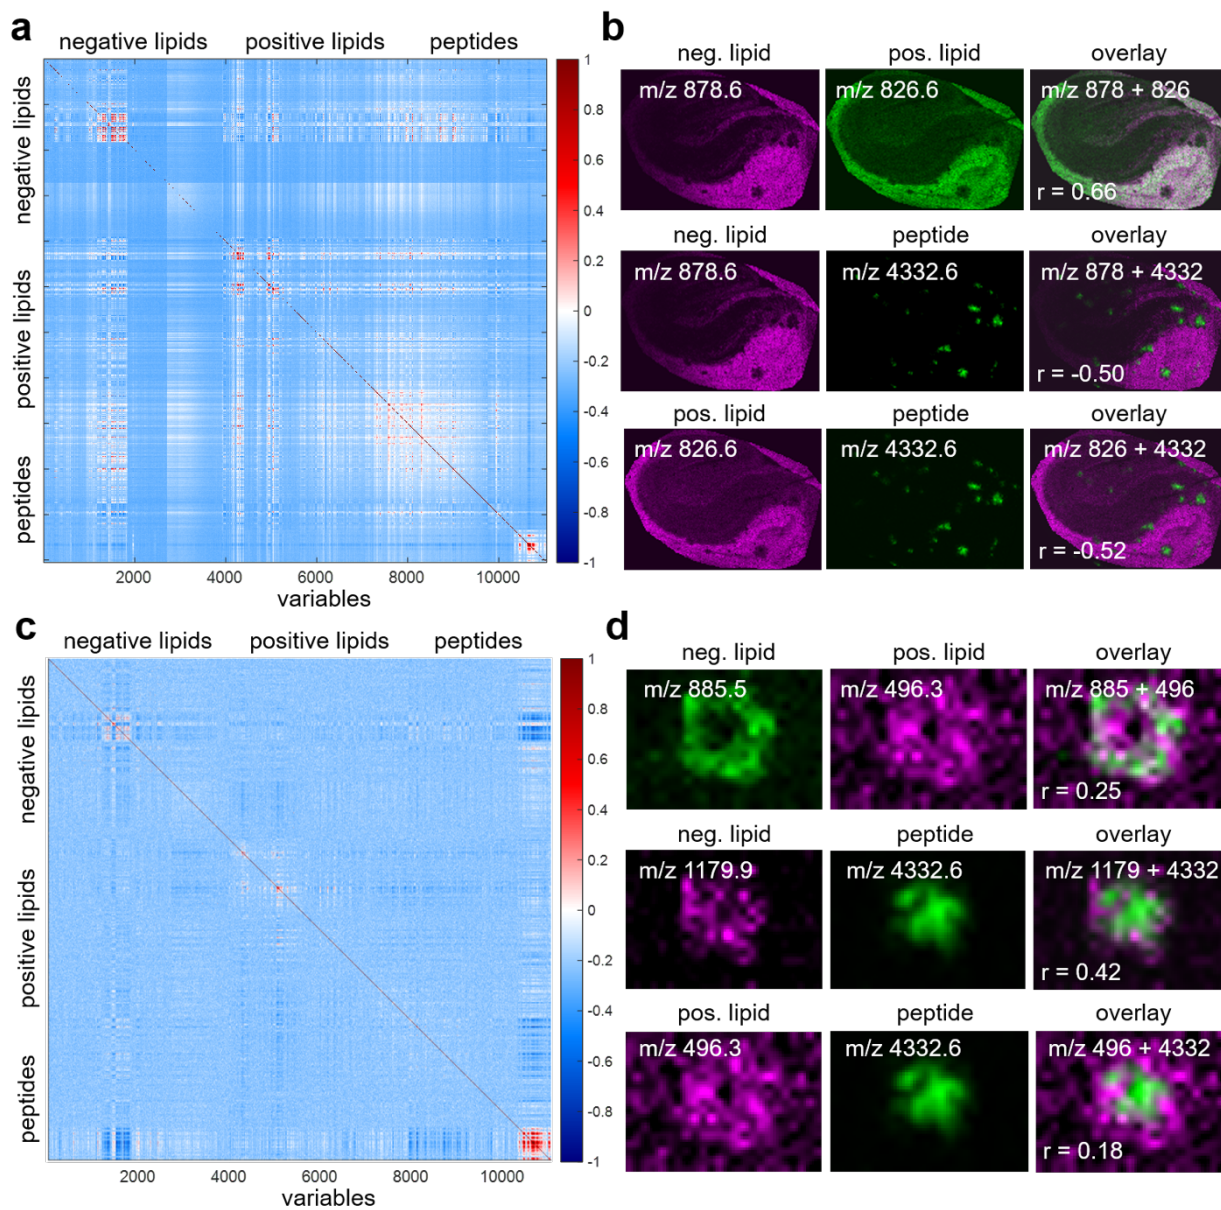 a
negative lipids positive lipids peptides
negative lipids
positive lipids
peptides
1
0.8
0.6
0.4
0.2
0
-0.2
-0.4
-0.6
-0.8
-1
2000 4000 6000 8000 10000
variables
b
neg. lipid pos. lipid overlay
m/z 878.6 m/z 826.6 m/z 878 + 826
r = 0.66
neg. lipid peptide overlay
m/z 878.6 m/z 4332.6 m/z 878 + 4332
r = -0.50
pos. lipid peptide overlay
m/z 826.6 m/z 4332.6 m/z 826 + 4332
r = -0.52
c
negative lipids positive lipids peptides
negative lipids
positive lipids
peptides
1
0.8
0.6
0.4
0.2
0
-0.2
-0.4
-0.6
-0.8
-1
2000 4000 6000 8000 10000
variables
d
neg. lipid pos. lipid overlay
m/z 885.5 m/z 496.3 m/z 885 + 496
r = 0.25
neg. lipid peptide overlay
m/z 1179.9 m/z 4332.6 m/z 1179 + 4332
r = 0.42
pos. lipid peptide overlay
m/z 496.3 m/z 4332.6 m/z 496 + 4332
r = 0.18